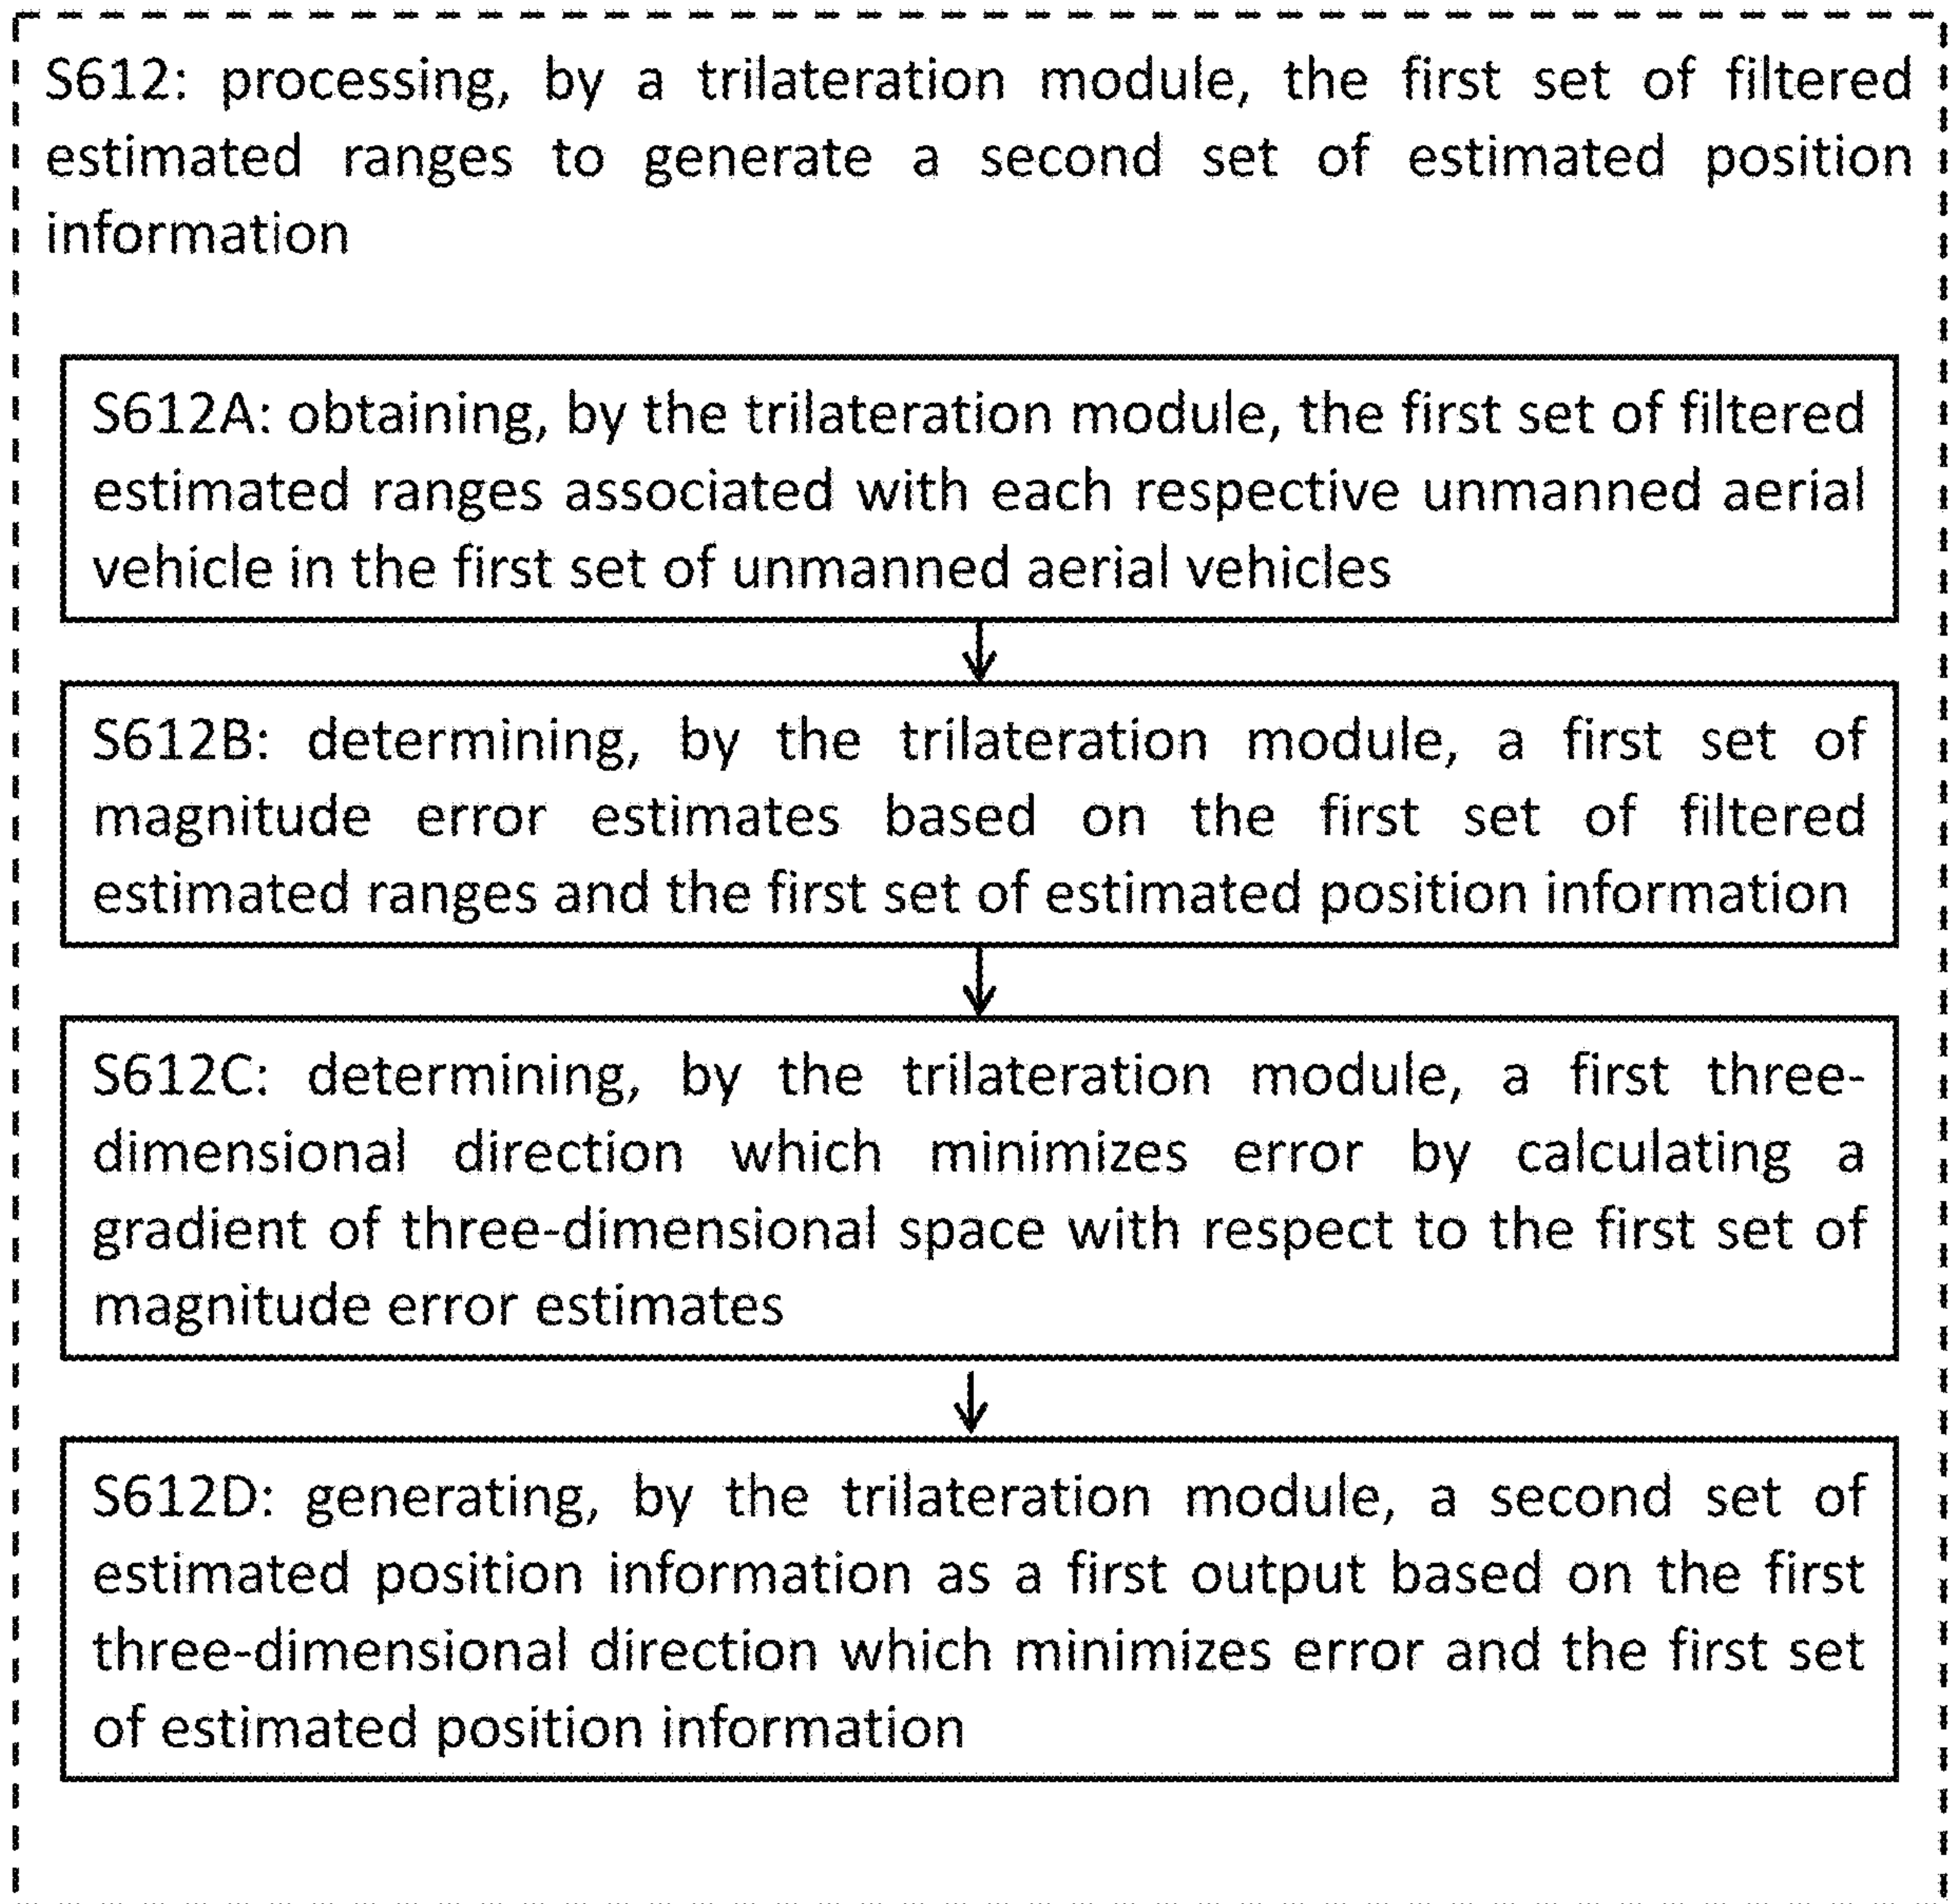 S612: processing, by a trilateration module, the first set of filtered
estimated ranges to generate a second set of estimated position
information
S612A: obtaining, by the trilateration module, the first set of filtered
estimated ranges associated with each respective unmanned aerial
vehicle in the first set of unmanned aerial vehicles
S612B: determining, by the trilateration module, a first set of
magnitude error estimates based on the first set of filtered
estimated ranges and the first set of estimated position information
S612C: determining, by the trilateration module, a first three-
dimensional direction which minimizes error by calculating a
gradient of three-dimensional space with respect to the first set of
magnitude error estimates
S612D: generating, by the trilateration module, a second set of
estimated position information as a first output based on the first
three-dimensional direction which minimizes error and the first set
of estimated position information